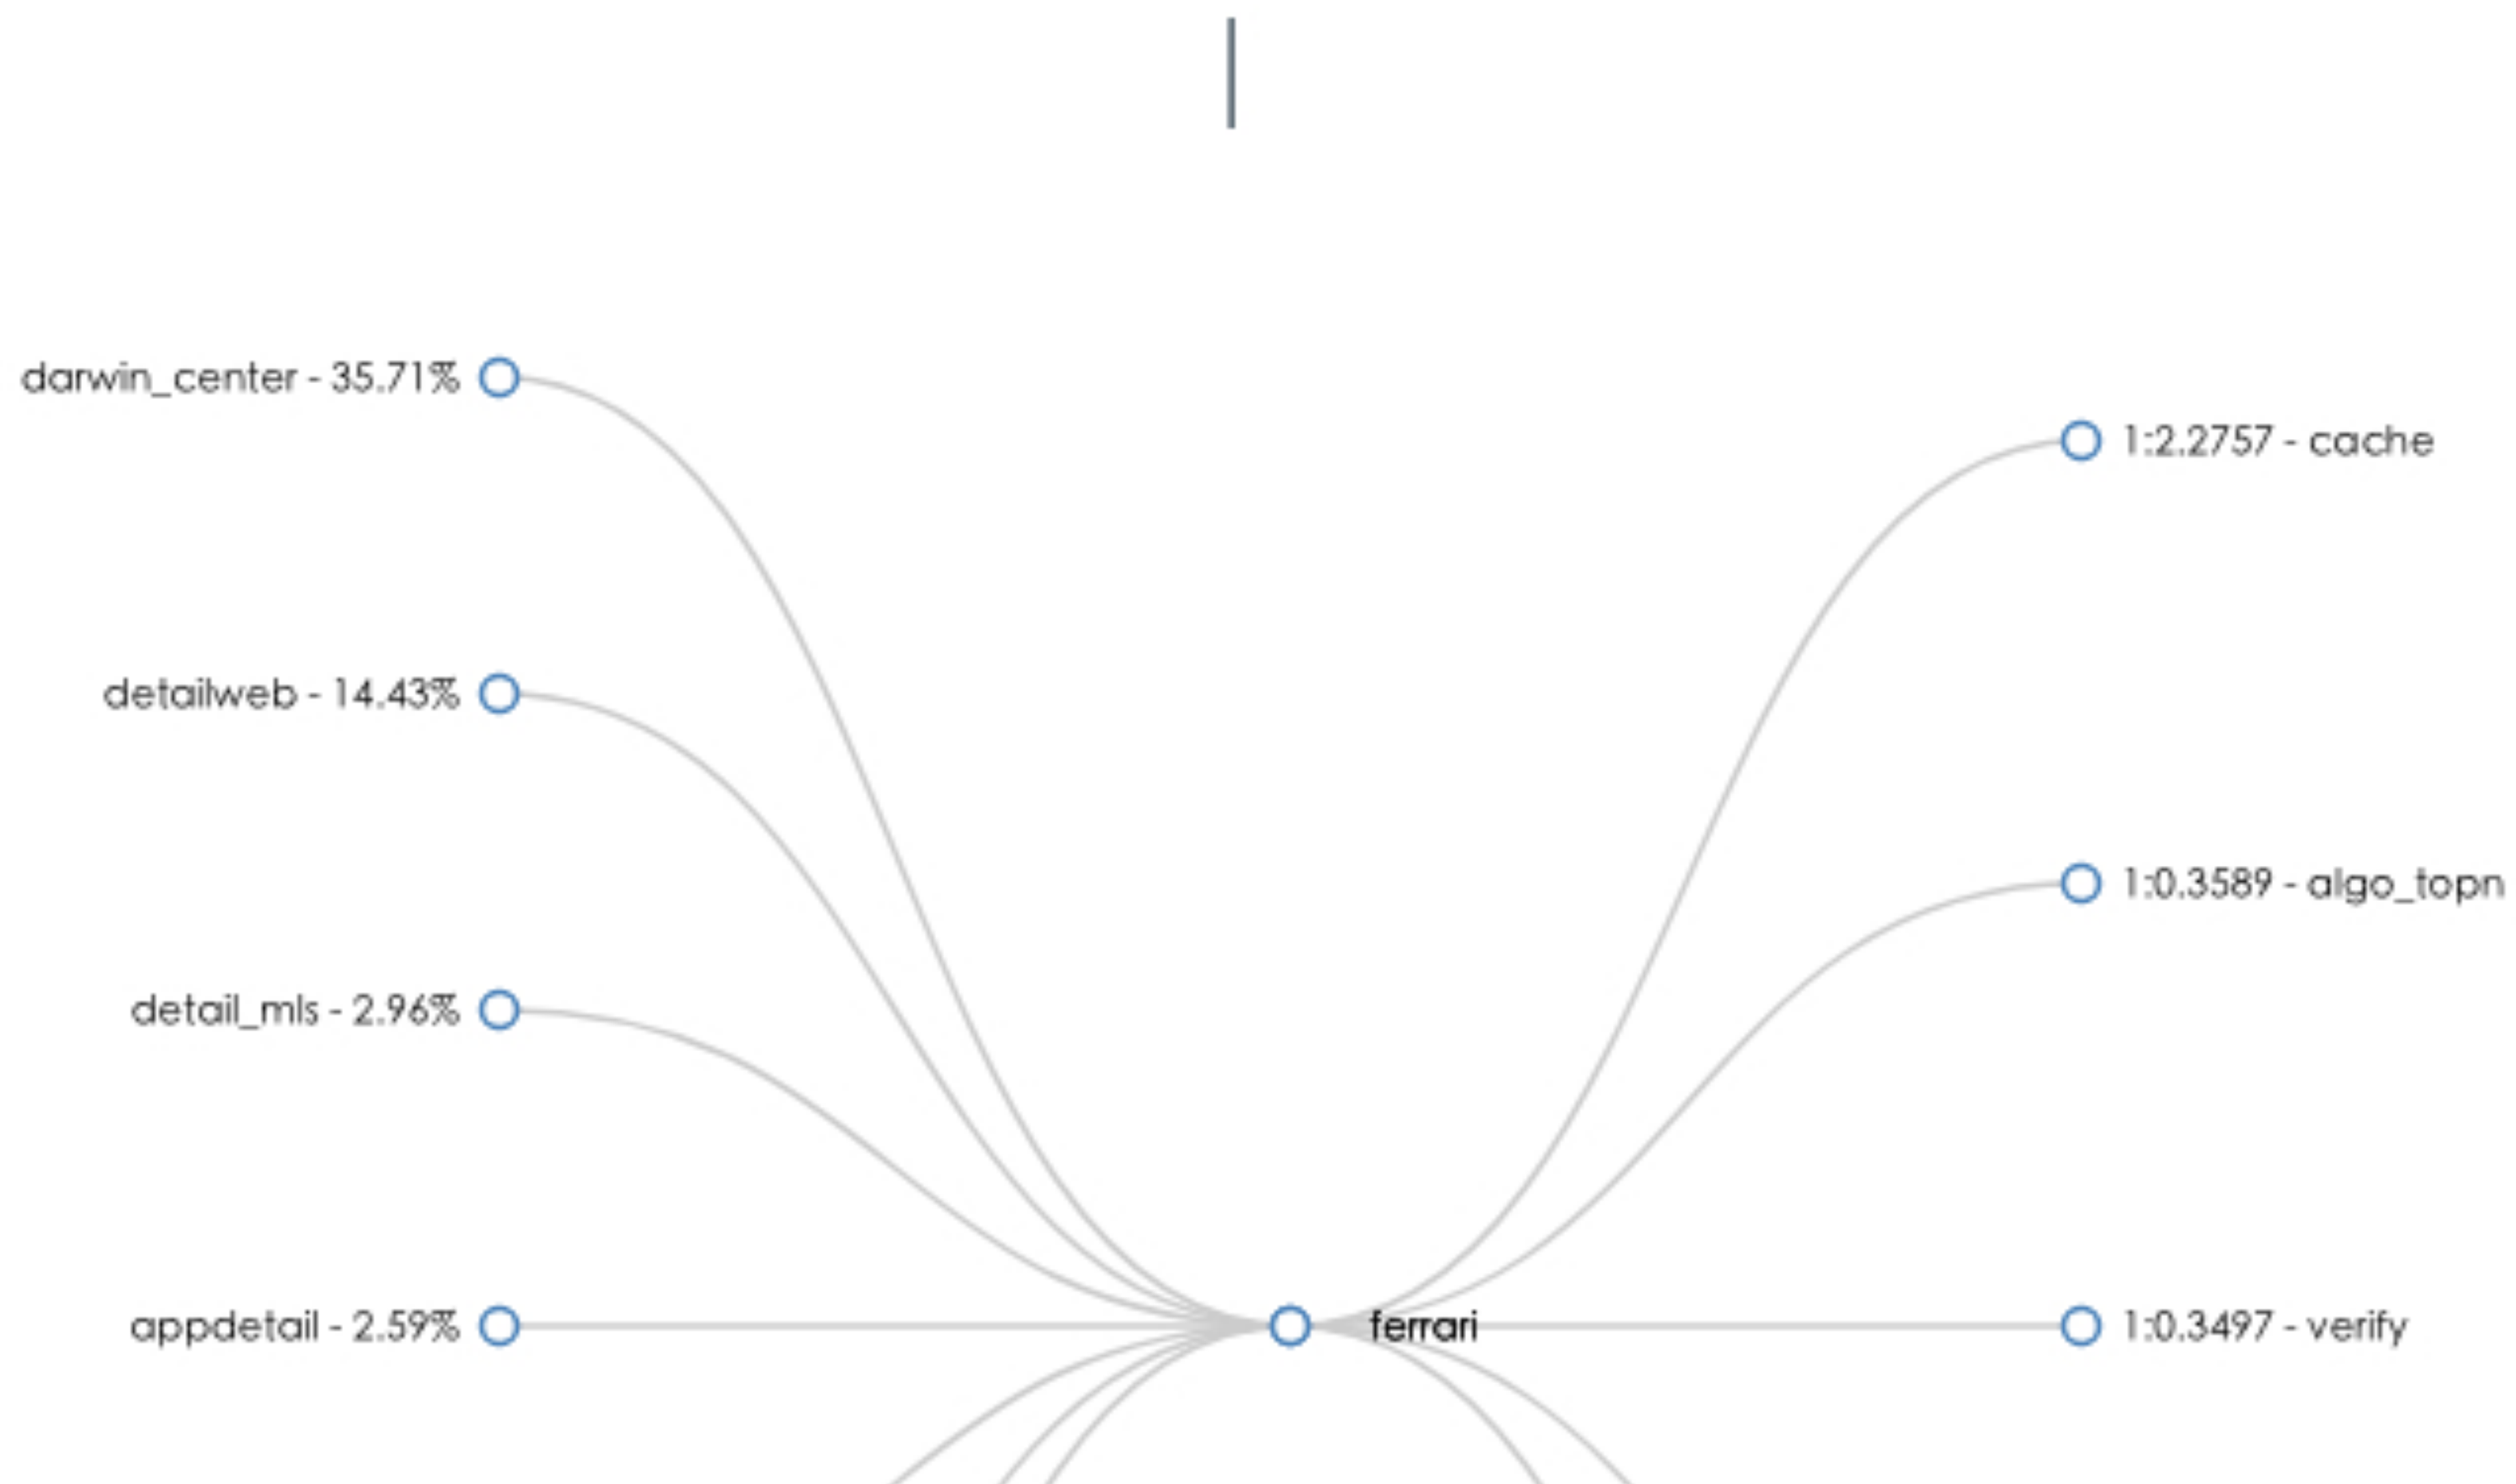 darwin_center - 35.71%
1:2.2757 - cache
detailweb - 14.43%
1:0.3589 - algo_topn
detail_mls - 2.96%
appdetail - 2.59%
ferrari
1:0.3497 - verify